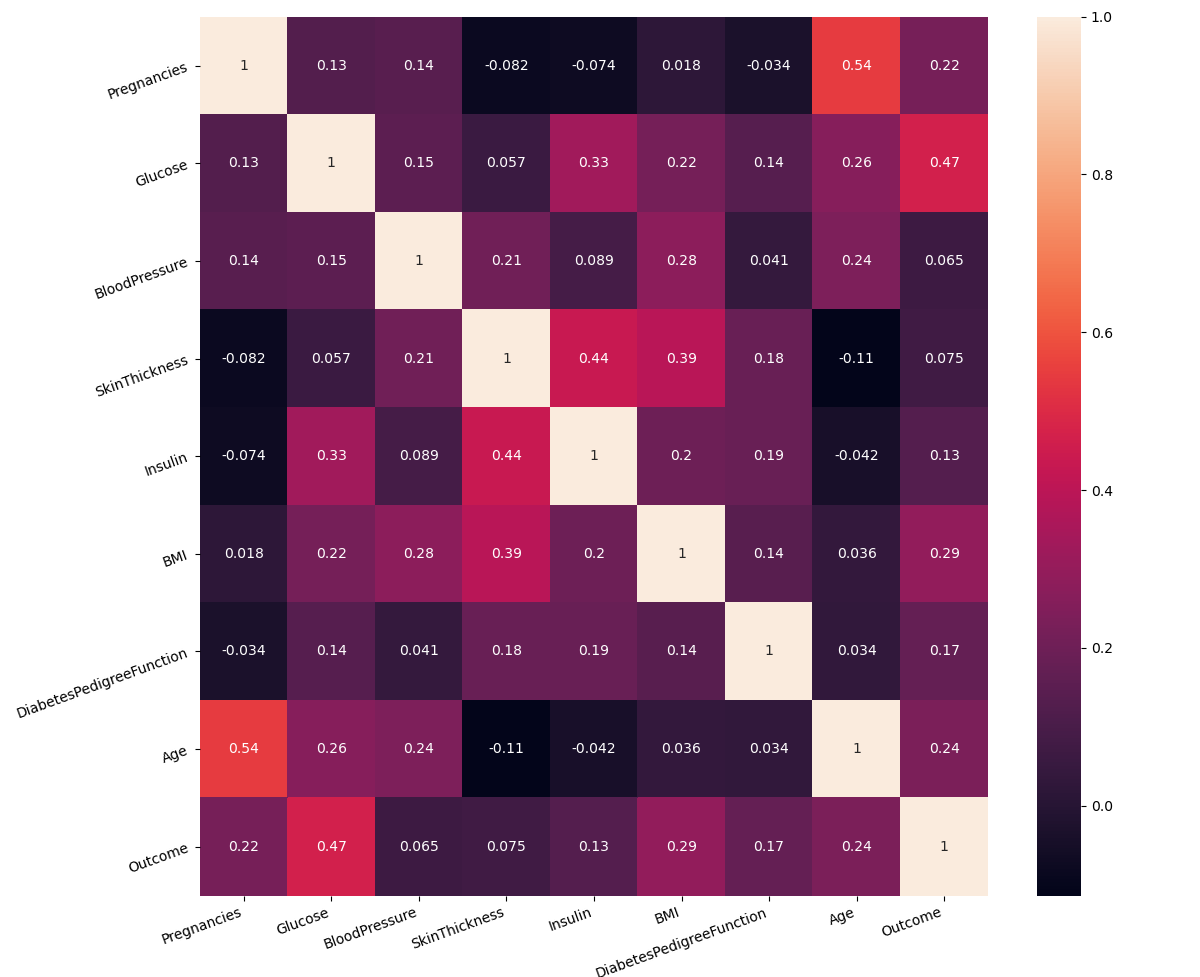 Pregnancies 1 0.13 0.14 -0.082 -0.074 0.018 -0.034 0.54 0.22
Glucose 0.13 1 0.15 0.057 0.33 0.22 0.14 0.26 0.47
BloodPressure 0.14 0.15 1 0.21 0.089 0.28 0.041 0.24 0.065
SkinThickness -0.082 0.057 0.21 1 0.44 0.39 0.18 -0.11 0.075
Insulin -0.074 0.33 0.089 0.44 1 0.2 0.19 -0.042 0.13
BMI 0.018 0.22 0.28 0.39 0.2 1 0.14 0.036 0.29
DiabetesPedigreeFunction -0.034 0.14 0.041 0.18 0.19 0.14 1 0.034 0.17
Age 0.54 0.26 0.24 -0.11 -0.042 0.036 0.034 1 0.24
Outcome 0.22 0.47 0.065 0.075 0.13 0.29 0.17 0.24 1
Pregnancies Glucose BloodPressure SkinThickness Insulin BMI DiabetesPedigreeFunction Age Outcome
1.0
0.8
0.6
0.4
0.2
0.0